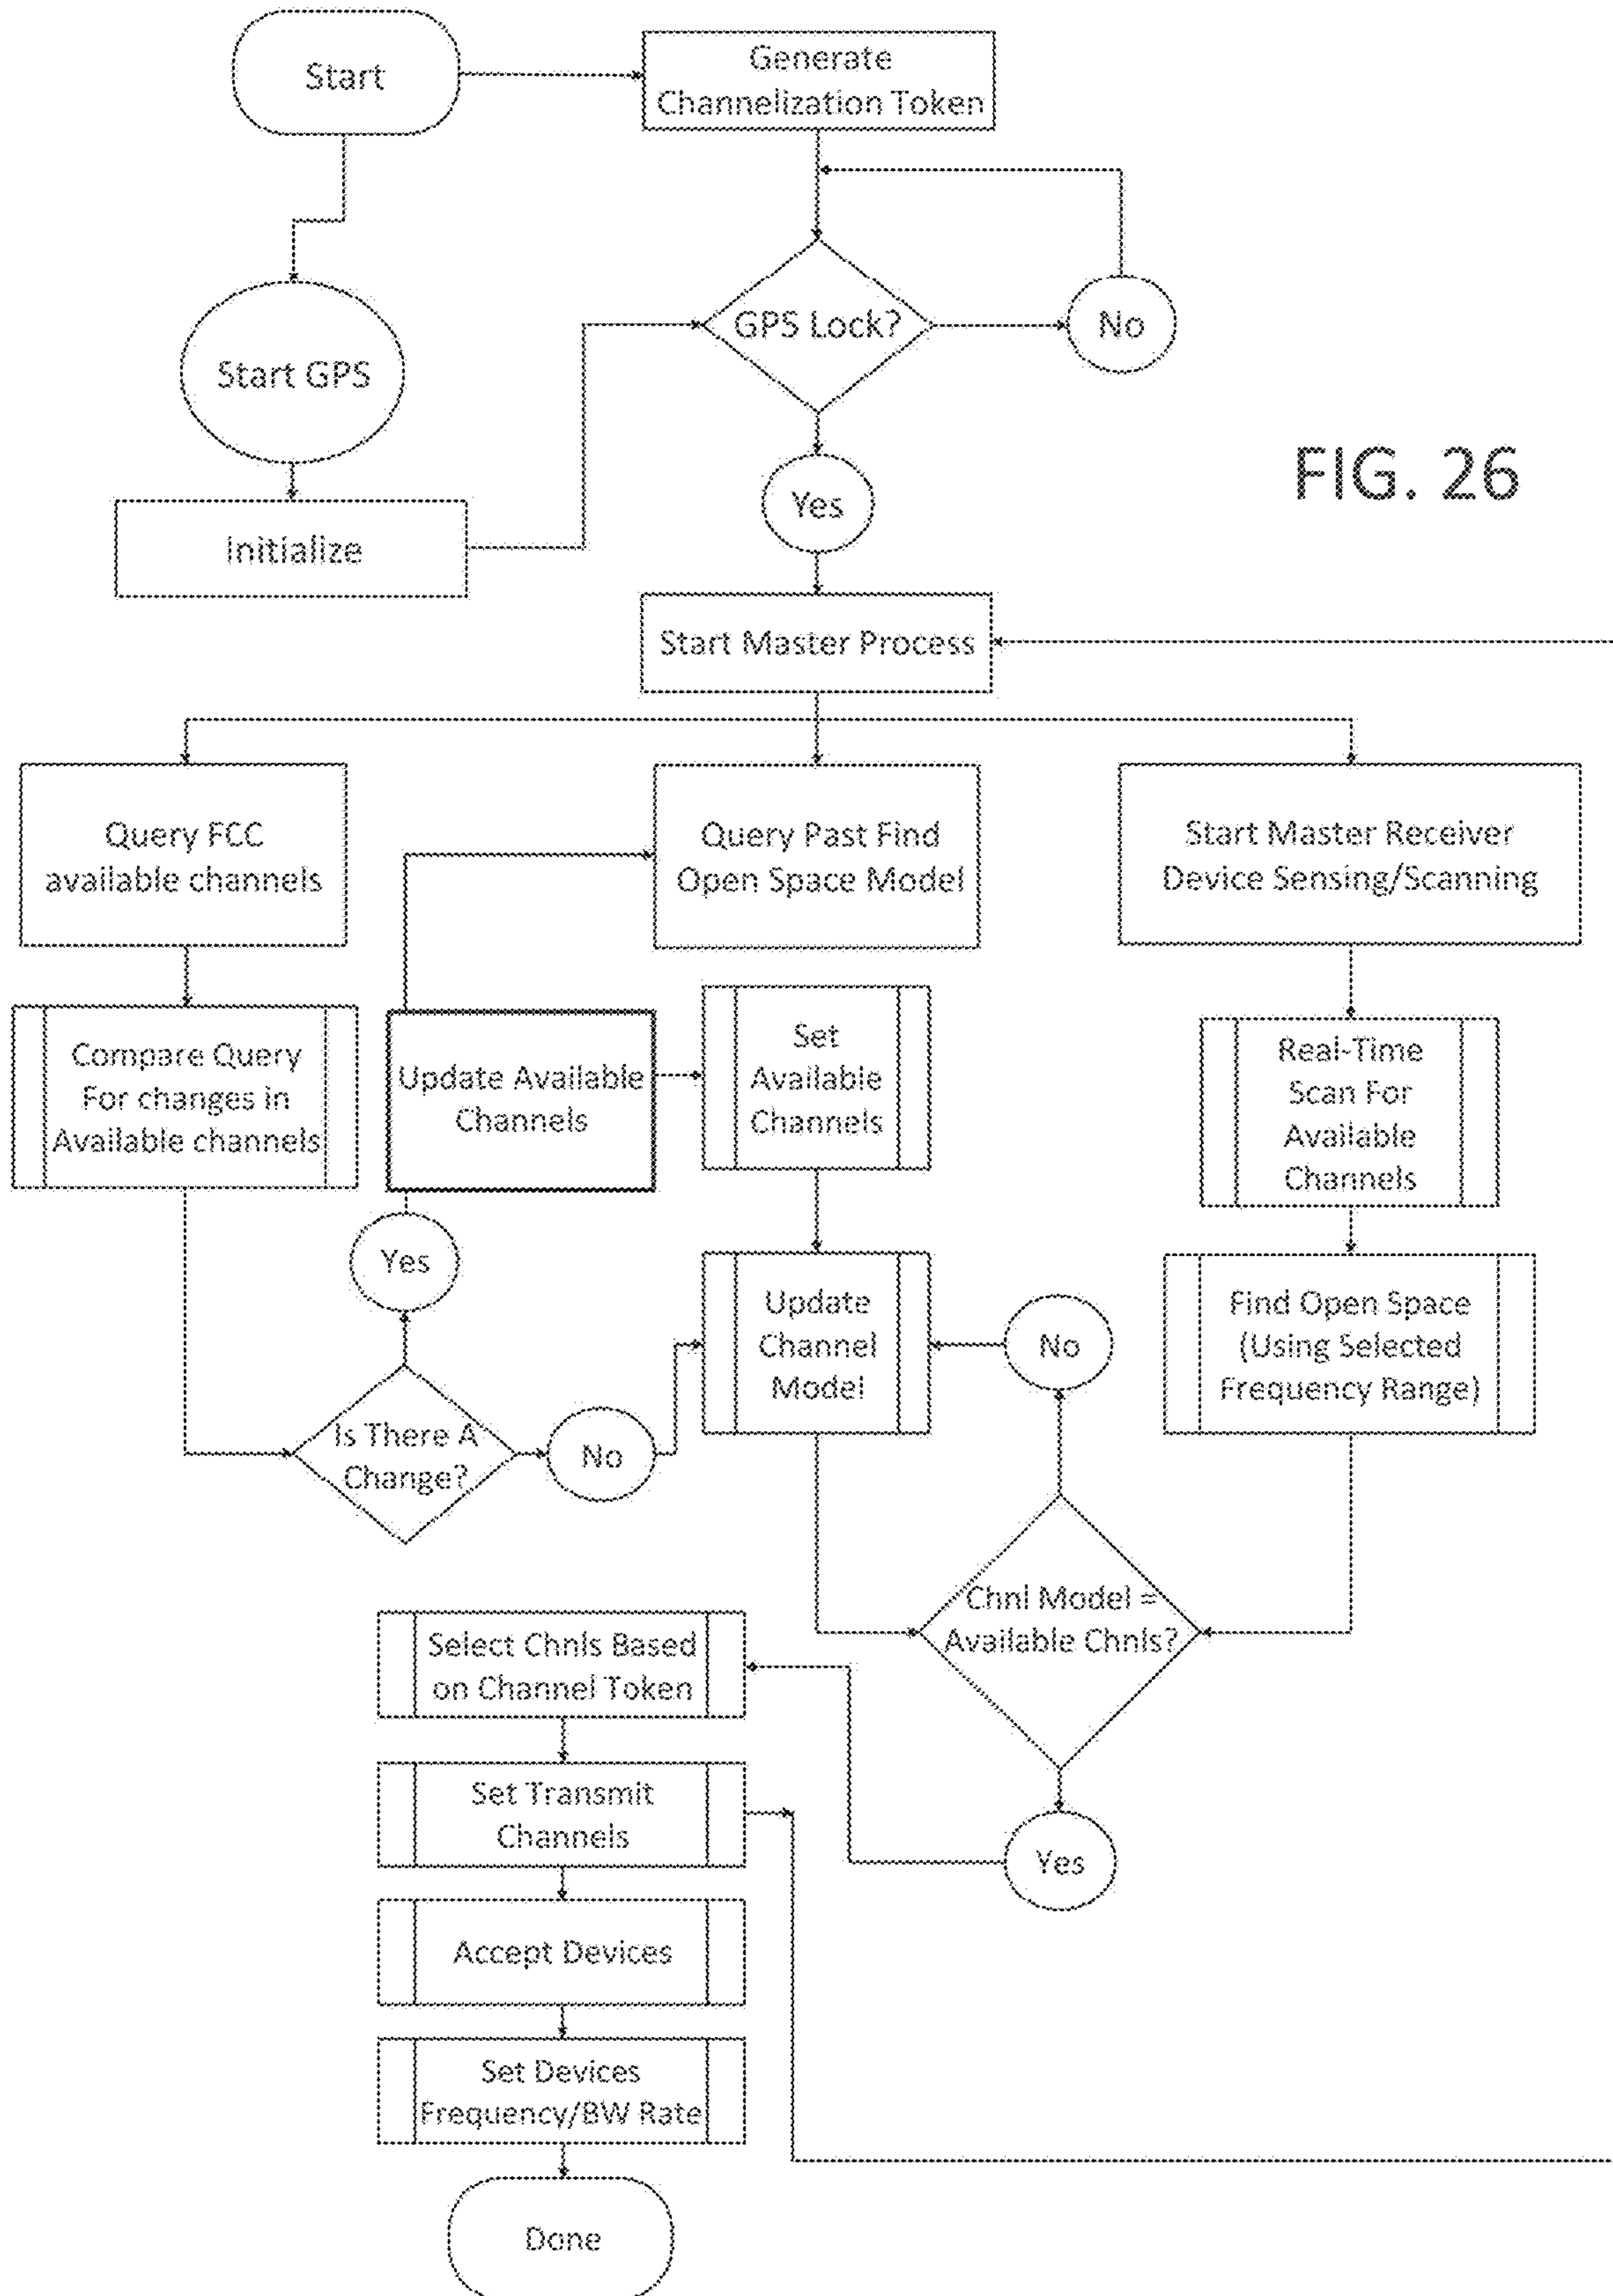 Start
Generate
Channelization Token
GPS Lock?
No
Start GPS
FIG. 26
Yes
Initialize
Start Master Process
Query FCC
available channels
Query Past Find
Open Space Model
Start Master Receiver
Device Sensing/Scanning
Compare Query
For changes in
Available channels
Update Available
Channels
Set
Available
Channels
Real-Time
Scan For
Available
Channels
Yes
Update
Channel
Model
No
Find Open Space
(Using Selected
Frequency Range)
Is There A
Change?
No
Chnl Model =
Available Chnls?
Select Chnls Based
on Channel Token
Set Transmit
Channels
Yes
Accept Devices
Set Devices
Frequency/BW Rate
Done